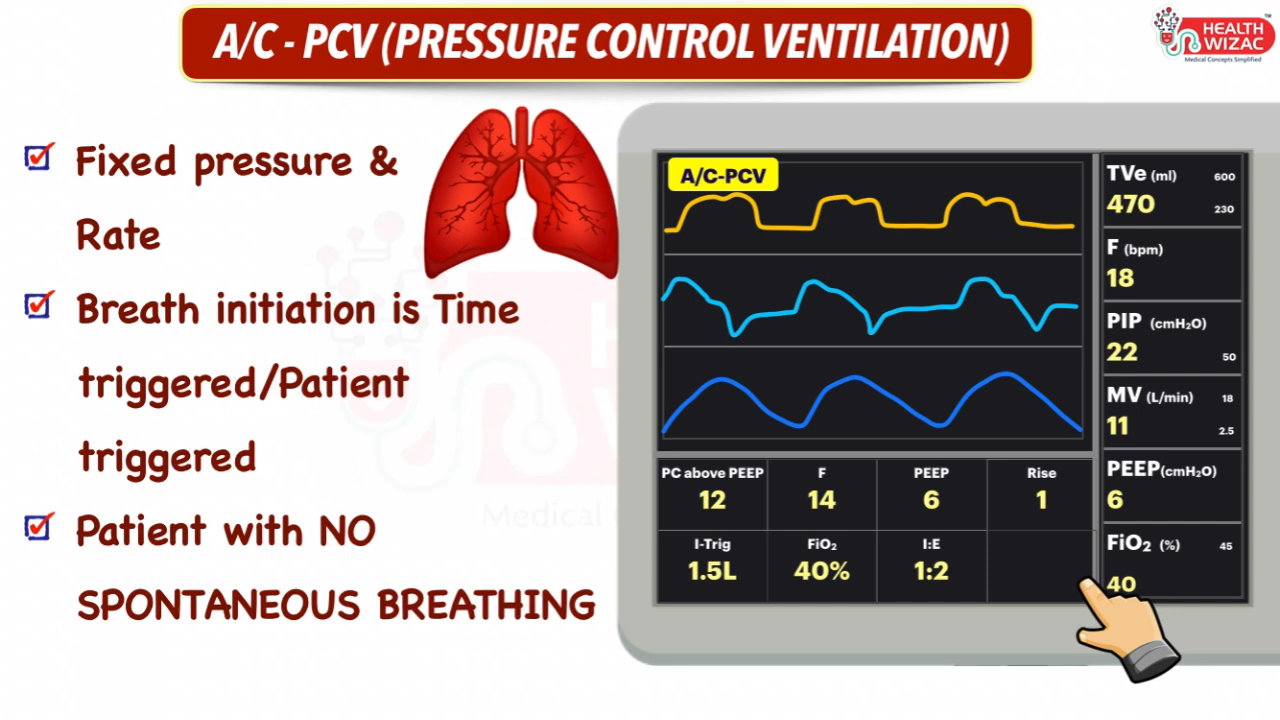 A/C - PCV (PRESSURE CONTROL VENTILATION)
HEALTH
WIZAC
TM
Medical Concepts Simplified
Fixed pressure &
Rate
Breath initiation is Time
triggered/Patient
triggered
Patient with NO
SPONTANEOUS BREATHING
A/C-PCV
TVe (ml) 600
470 230
F (bpm)
18
PIP (cmH₂O)
22 50
MV (L/min) 18
11 2.5
PEEP(cmH₂O)
6
FiO₂ (%) 45
40
PC above PEEP F PEEP Rise
12 14 6 1
I-Trig FiO₂ I:E
1.5L 40% 1:2
Medical